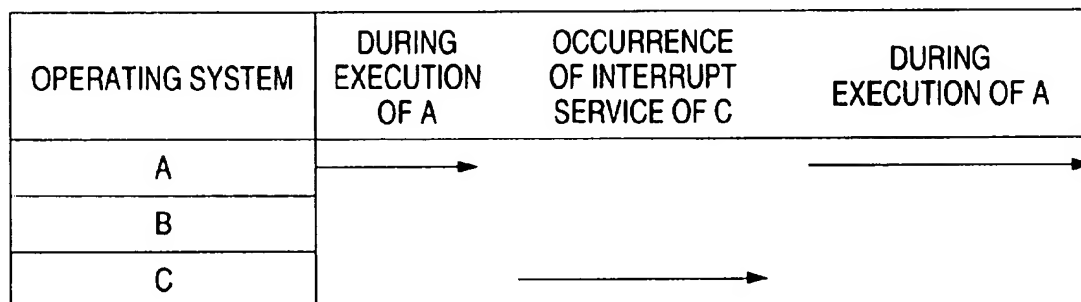 OPERATING SYSTEM
DURING
EXECUTION
OF A
OCCURRENCE
OF INTERRUPT
SERVICE OF C
DURING
EXECUTION OF A
A
B
C